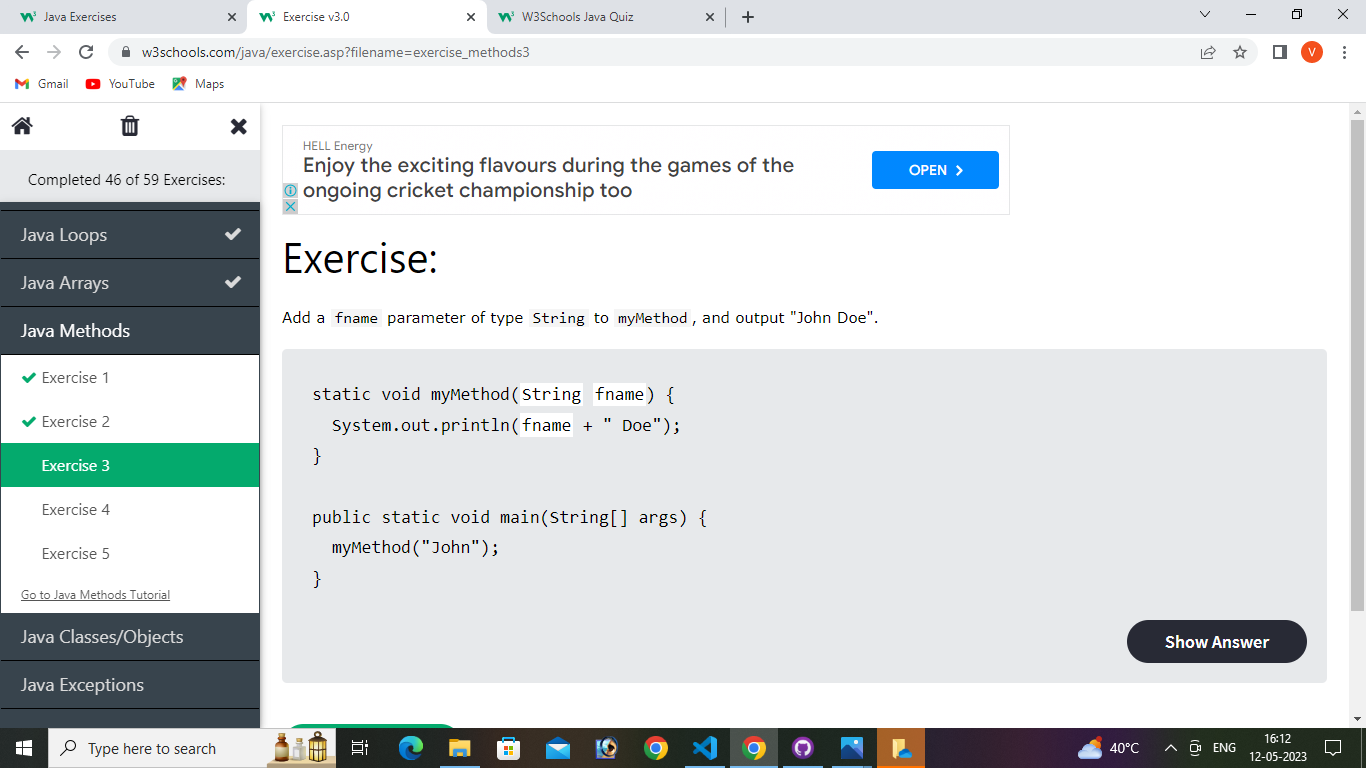 Java Exercises
Exercise v3.0
W3Schools Java Quiz
w3schools.com/java/exercise.asp?filename=exercise_methods3
V
Gmail
YouTube
Maps
Completed 46 of 59 Exercises:
Java Loops
Java Arrays
Java Methods
Exercise 1
Exercise 2
Exercise 3
Exercise 4
Exercise 5
Go to Java Methods Tutorial
Java Classes/Objects
Java Exceptions
HELL Energy
Enjoy the exciting flavours during the games of the
ongoing cricket championship too
OPEN
Exercise:
Add a fname parameter of type String to myMethod, and output "John Doe".
static void myMethod(String fname) {
System.out.println(fname + " Doe");
}
public static void main(String[] args) {
myMethod("John");
}
Show Answer
Type here to search
40°C
ENG
16:12
12-05-2023